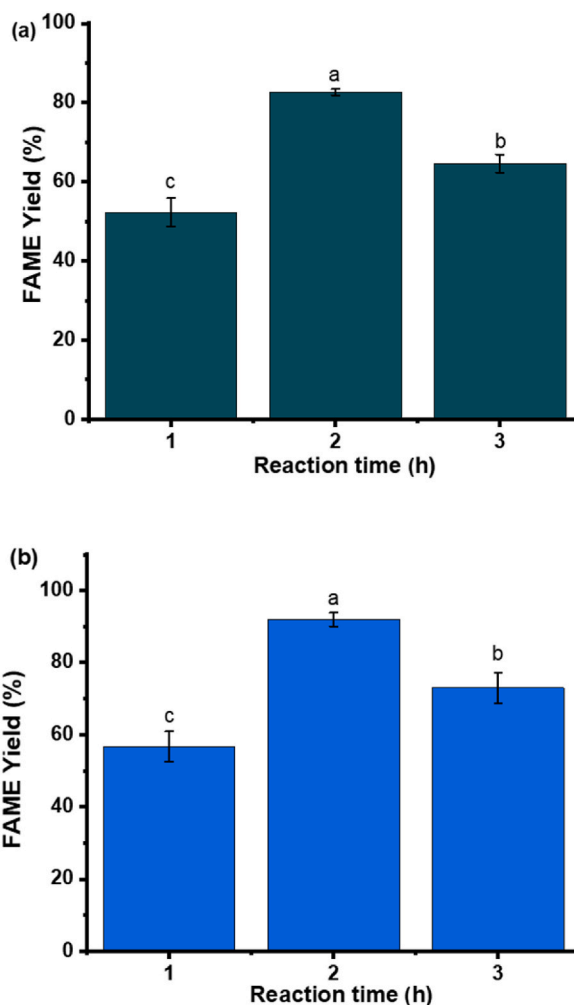 (a)
100
80
60
40
20
0
FAME Yield (%)
c
a
b
1 2 3
Reaction time (h)
(b)
100
80
60
40
20
0
FAME Yield (%)
c
a
b
1 2 3
Reaction time (h)